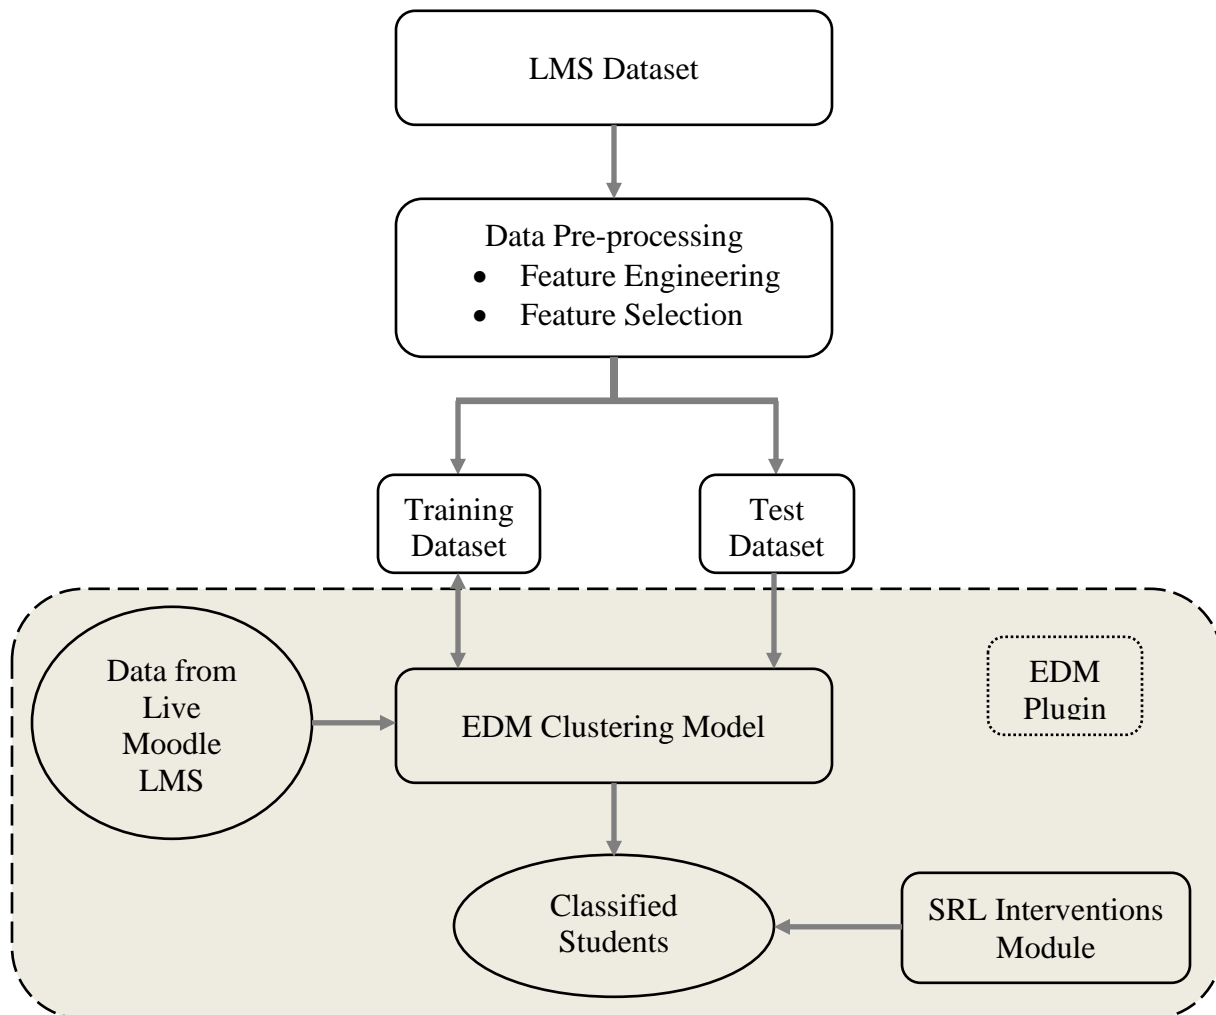 LMS Dataset
Data Pre-processing
• Feature Engineering
• Feature Selection
Training
Dataset
Test
Dataset
Data from
Live
Moodle
LMS
EDM Clustering Model
EDM
Plugin
Classified
Students
SRL Interventions
Module